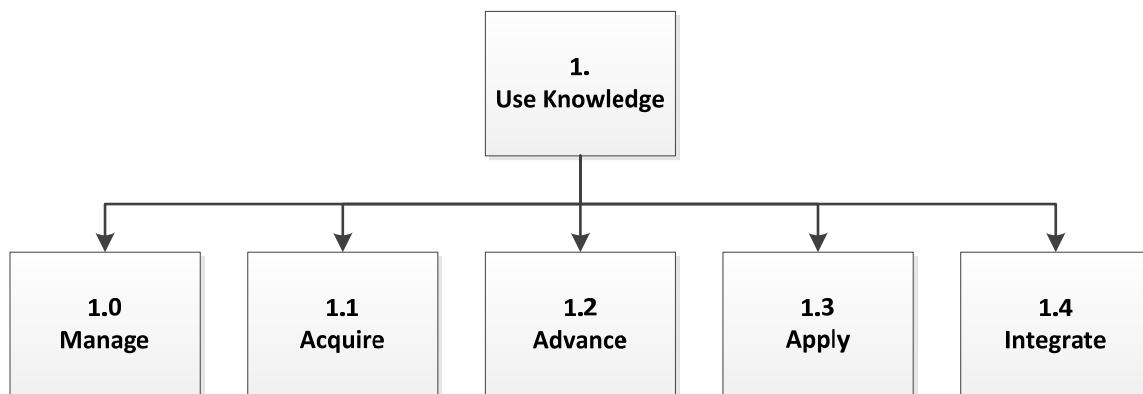 1.
Use Knowledge
1.0
Manage
1.1
Acquire
1.2
Advance
1.3
Apply
1.4
Integrate